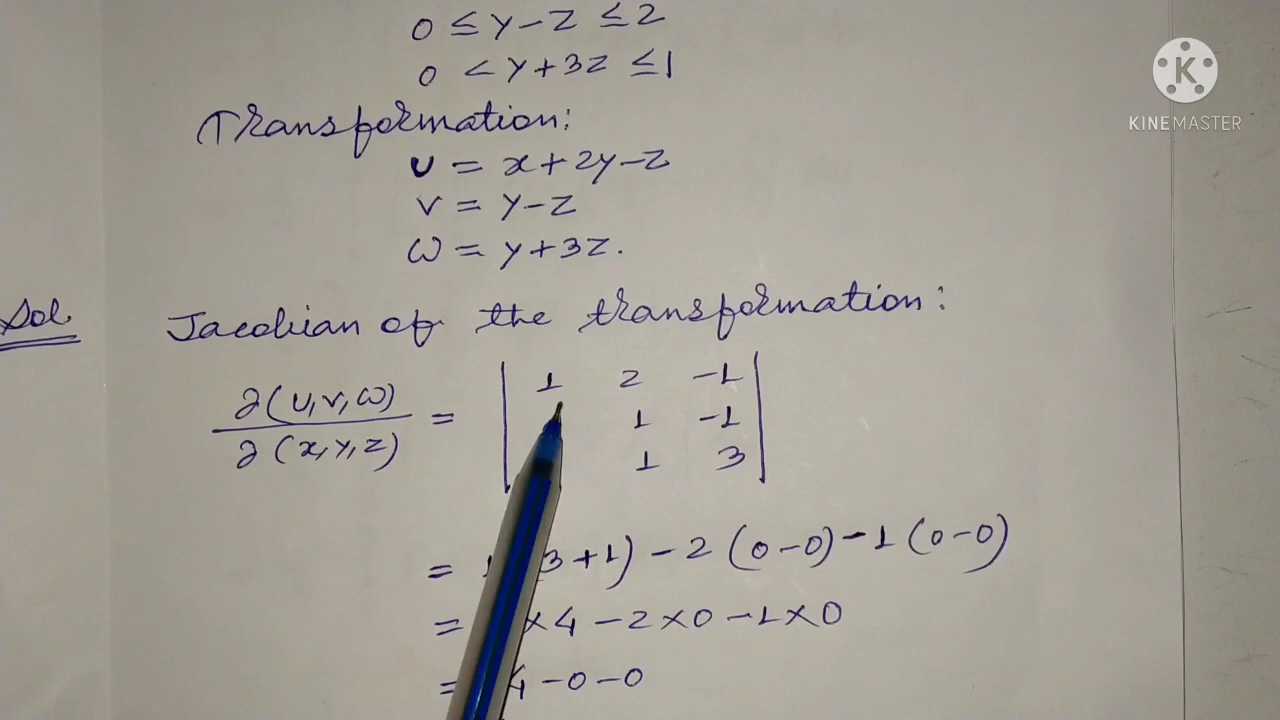 0 ≤ y-z ≤ 2
0 < y+3z ≤ 1
KINEMASTER
Transformation:
u = x+2y-z
v = y-z
ω = y+3z.
Sol. Jacobian of the transformation:
∂(u,v,ω)/∂(x,y,z) = | 1 2 -1 |
1 -1
1 3
= (3+1) - 2 (0-0) - 1 (0-0)
= ×4 - 2×0 - 1×0
= 4-0-0